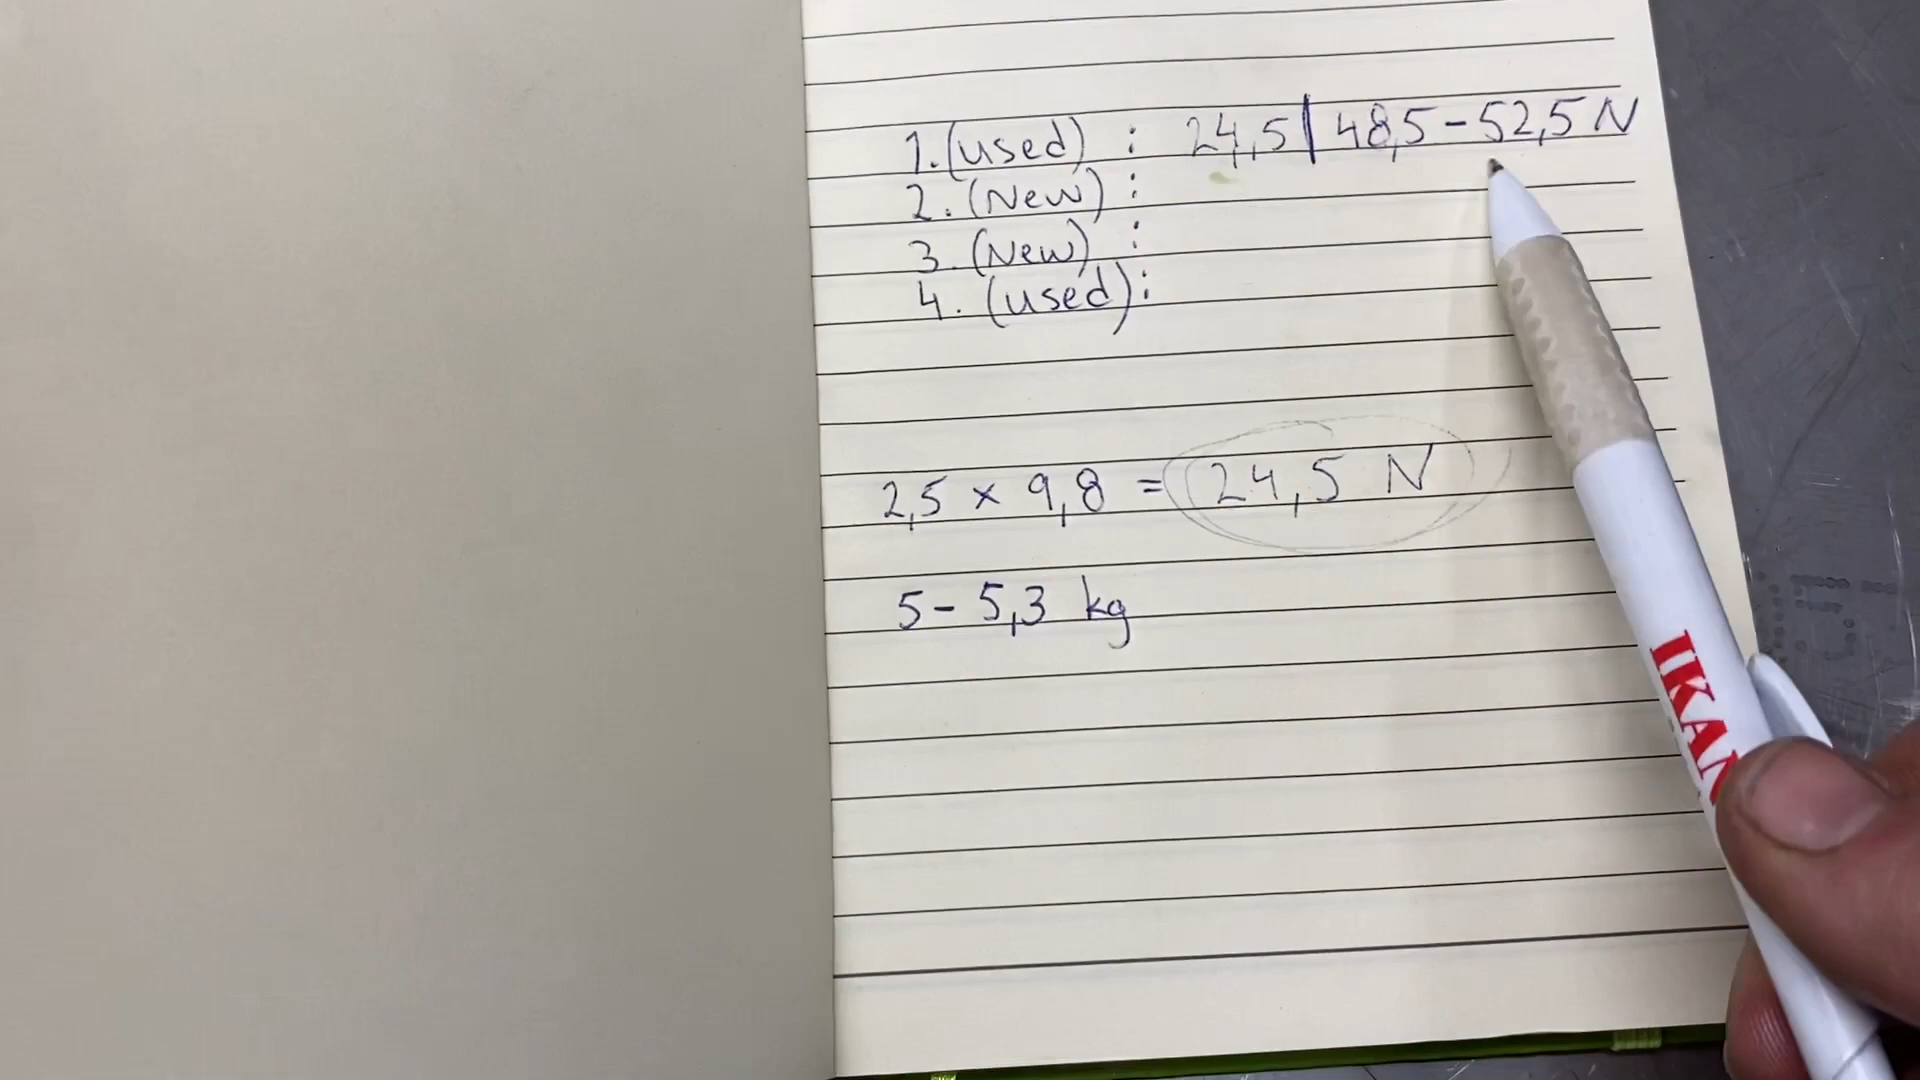 1. (used) : 24,5 | 48,5 - 52,5 N
2. (New) :
3. (New) :
4. (used) :
2,5 x 9,8 = 24,5 N
5 - 5,3 kg